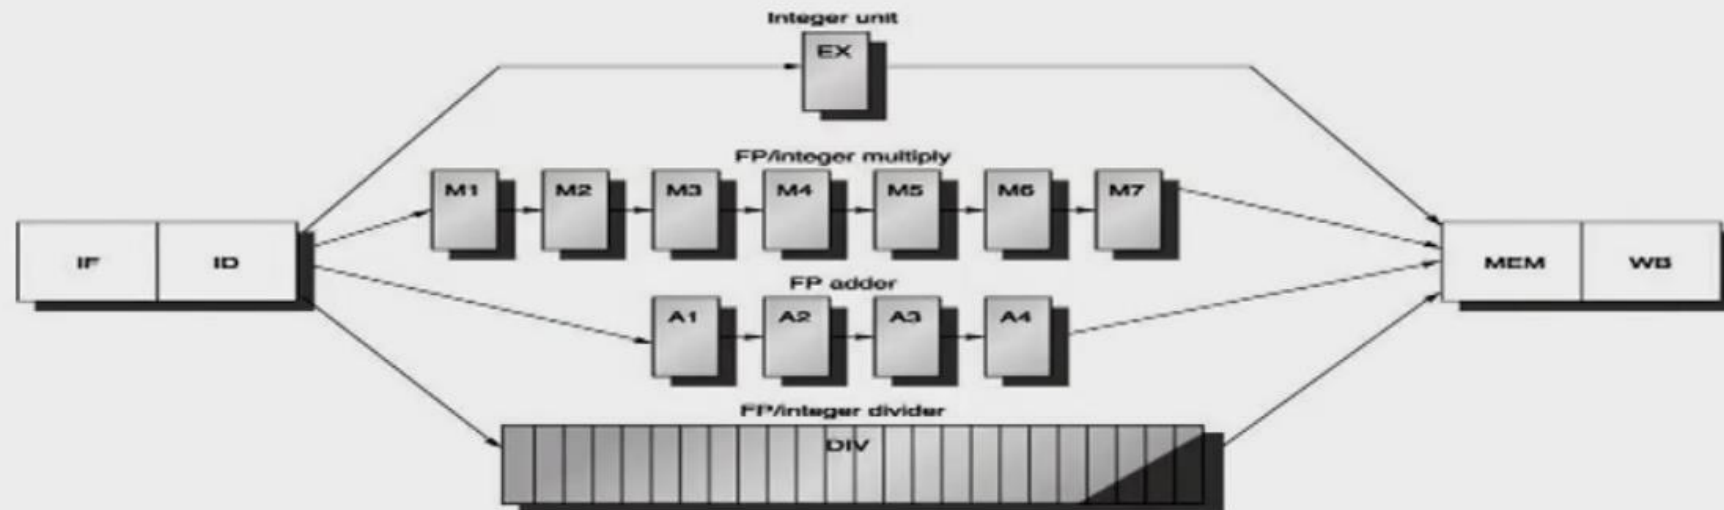 Integer unit
EX
FP/integer multiply
M1 M2 M3 M4 M5 M6 M7
IF ID
MEM WB
FP adder
A1 A2 A3 A4
FP/integer divider
DIV